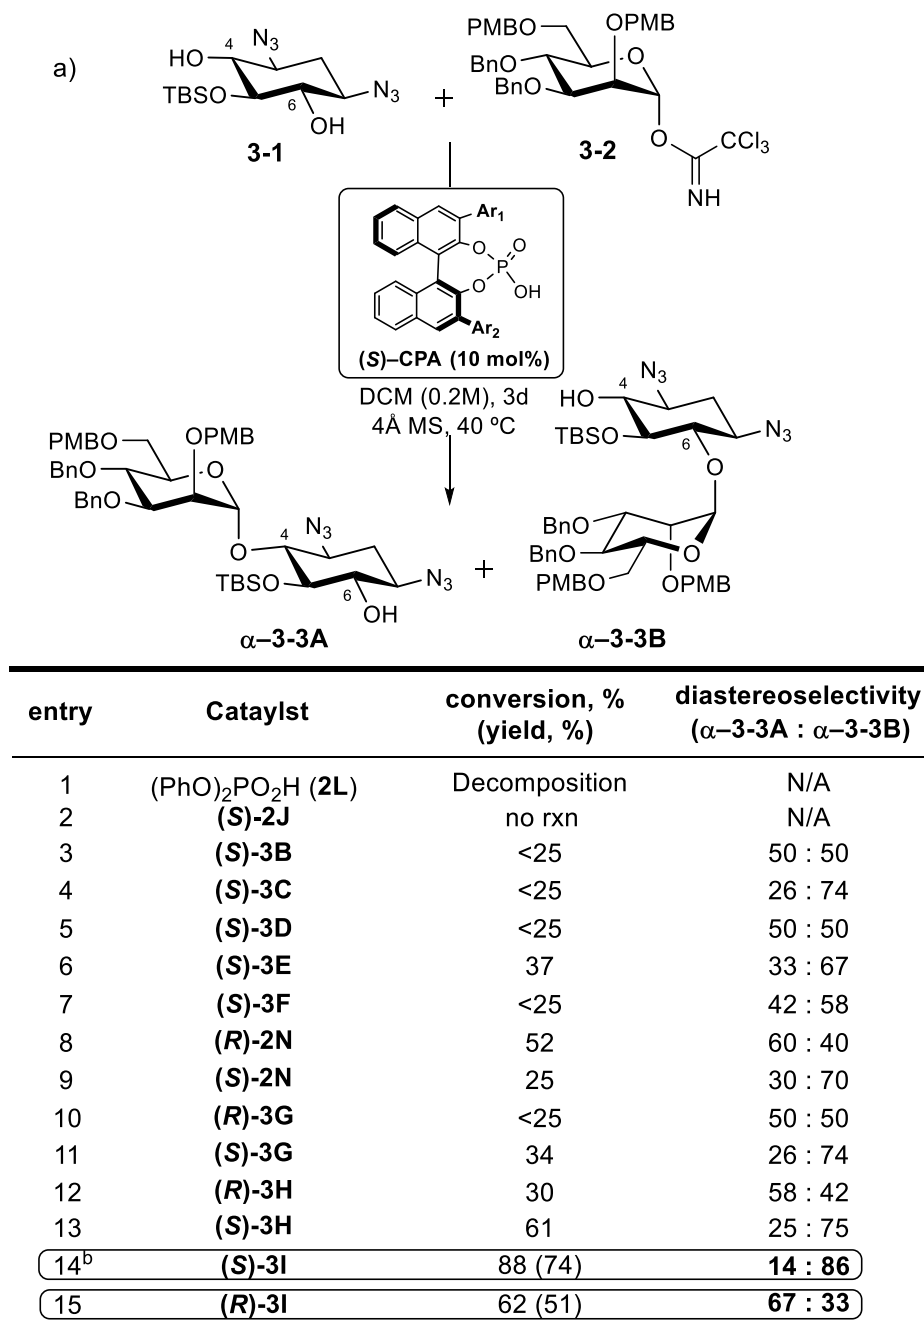 a)
HO 4 N3
TBSO 6 N3
OH
3-1
+
PMBO OPMB
BnO O
BnO
O CCl3
NH
3-2
Ar1
O O
P
O OH
Ar2
(S)–CPA (10 mol%)
DCM (0.2M), 3d
4Å MS, 40 ºC
PMBO OPMB
BnO O
BnO
O 4 N3
TBSO 6 N3
OH
α–3-3A
+
HO 4 N3
TBSO 6 N3
O
BnO
BnO O
PMBO OPMB
α–3-3B
entry Cataylst conversion, % (yield, %) diastereoselectivity (α–3-3A : α–3-3B)
1 (PhO)2PO2H (2L) Decomposition N/A
2 (S)-2J no rxn N/A
3 (S)-3B <25 50 : 50
4 (S)-3C <25 26 : 74
5 (S)-3D <25 50 : 50
6 (S)-3E 37 33 : 67
7 (S)-3F <25 42 : 58
8 (R)-2N 52 60 : 40
9 (S)-2N 25 30 : 70
10 (R)-3G <25 50 : 50
11 (S)-3G 34 26 : 74
12 (R)-3H 30 58 : 42
13 (S)-3H 61 25 : 75
14b (S)-3I 88 (74) 14 : 86
15 (R)-3I 62 (51) 67 : 33